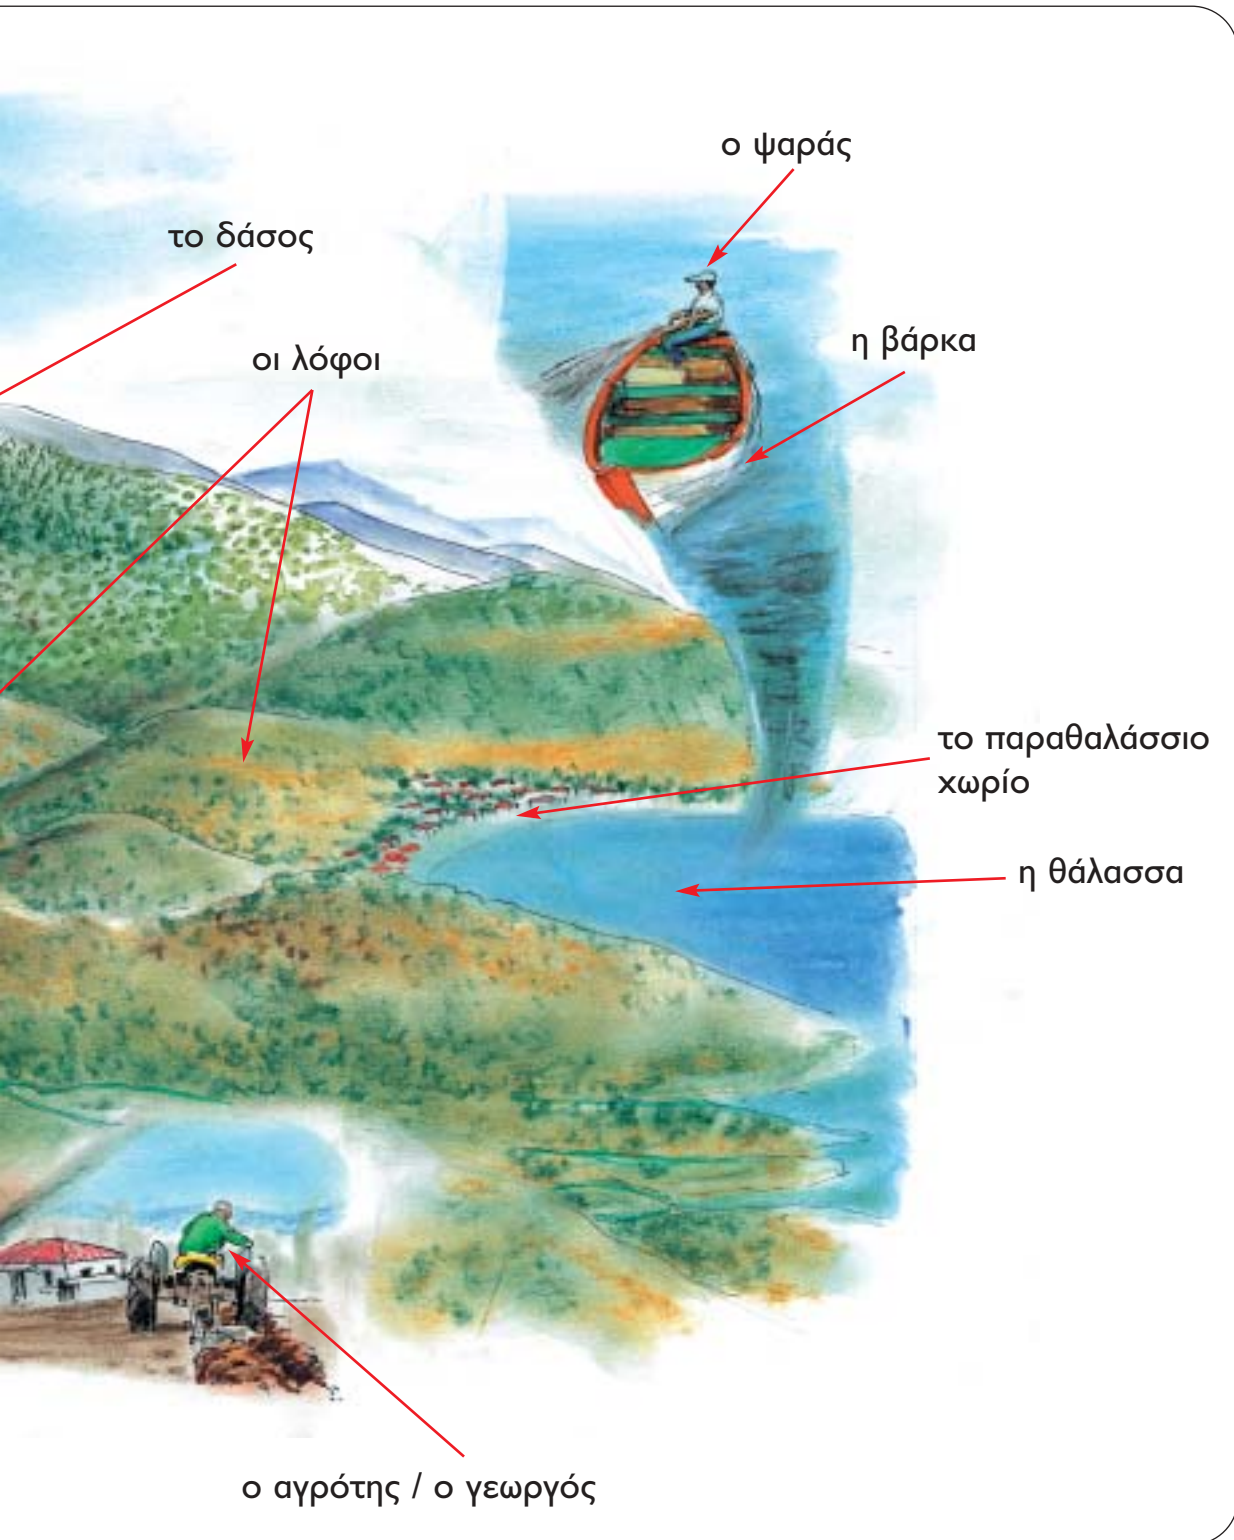 ο ψαράς
το δάσος
η βάρκα
οι λόφοι
το παραθαλάσσιο
χωρίο
η θάλασσα
ο αγρότης / ο γεωργός